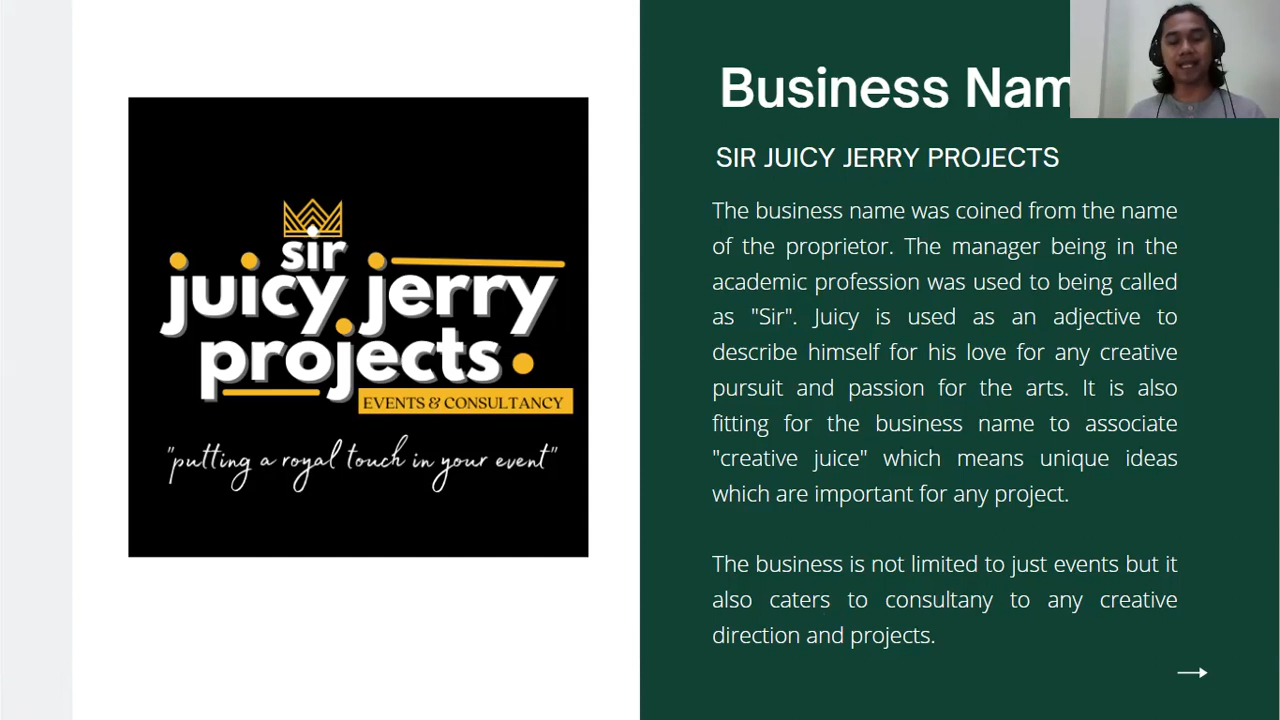 sir
juicy jerry
projects
EVENTS & CONSULTANCY
"putting a royal touch in your event"
Business Nam
SIR JUICY JERRY PROJECTS
The business name was coined from the name
of the proprietor. The manager being in the
academic profession was used to being called
as "Sir". Juicy is used as an adjective to
describe himself for his love for any creative
pursuit and passion for the arts. It is also
fitting for the business name to associate
"creative juice" which means unique ideas
which are important for any project.
The business is not limited to just events but it
also caters to consultany to any creative
direction and projects.